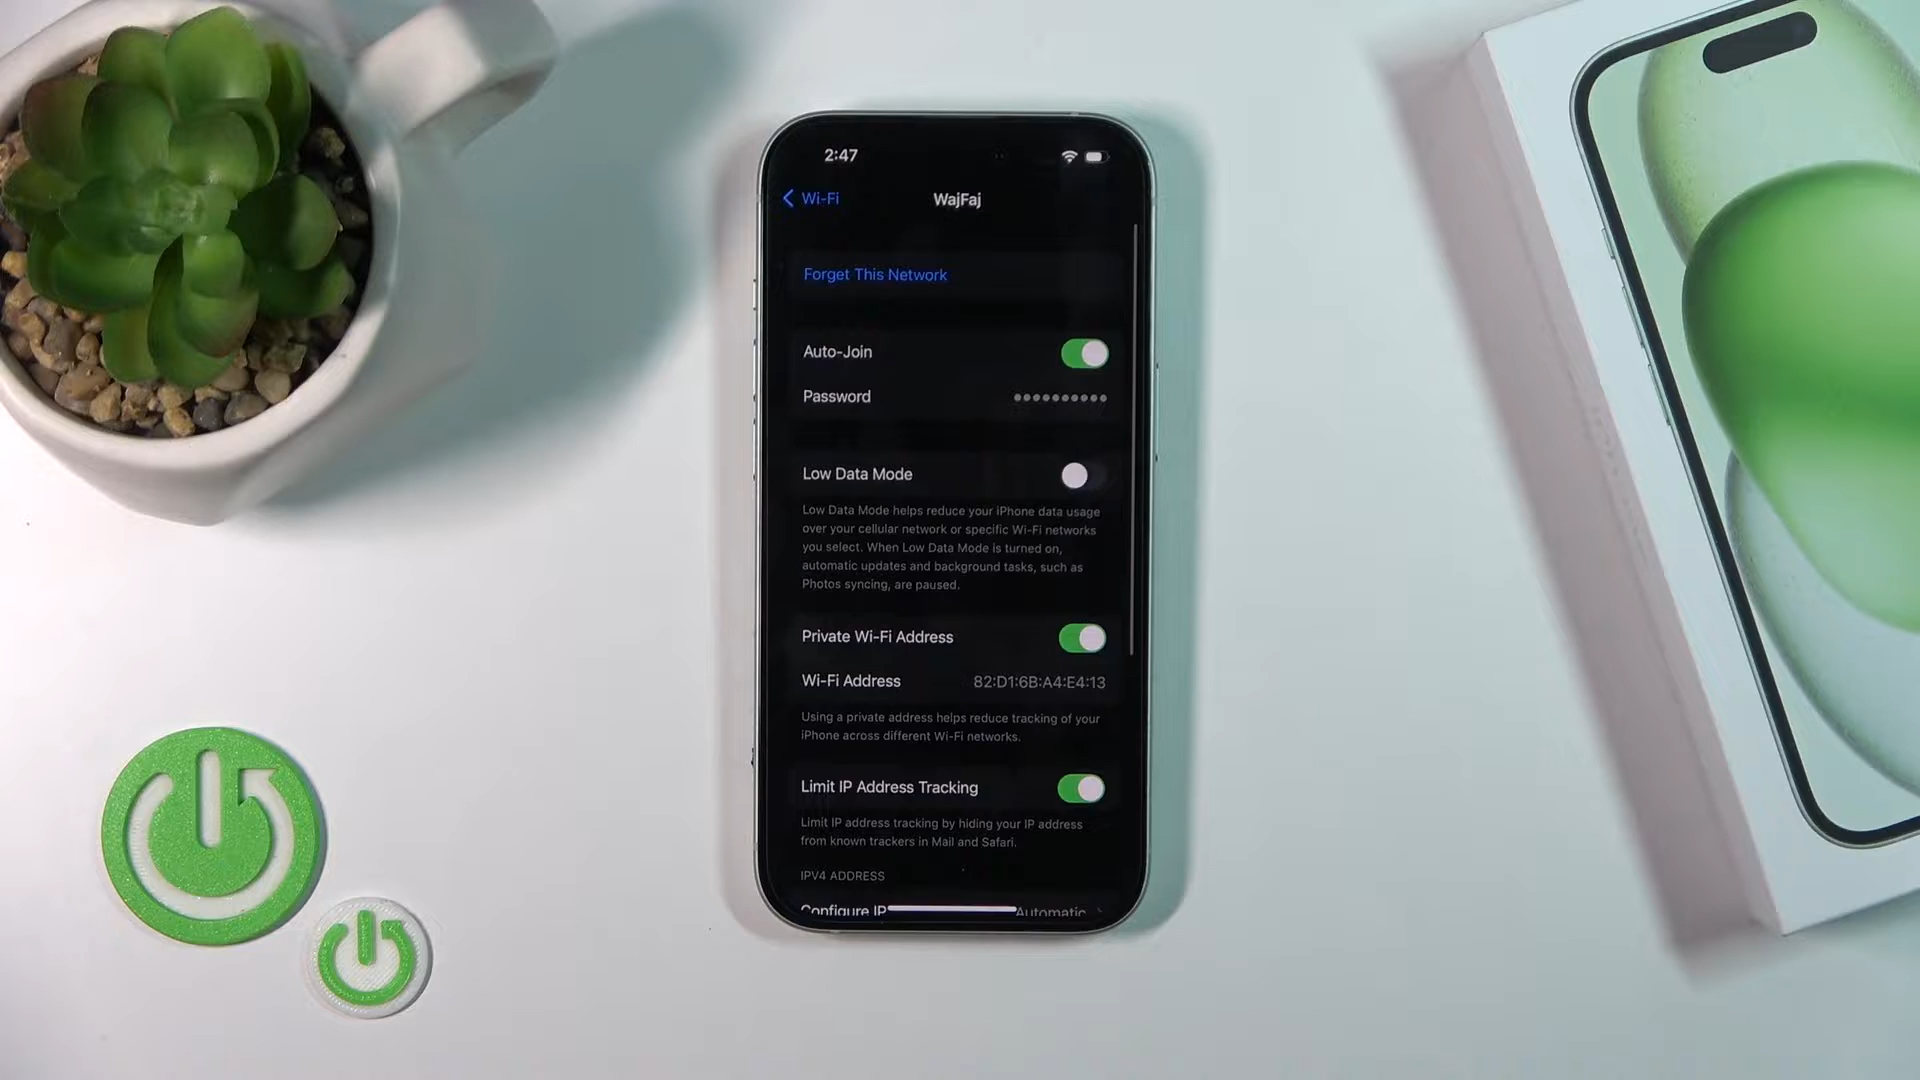 2:47
Wi-Fi
WajFaj
Forget This Network
Auto-Join
Password ••••••••••
Low Data Mode
Low Data Mode helps reduce your iPhone data usage
over your cellular network or specific Wi-Fi networks
you select. When Low Data Mode is turned on,
automatic updates and background tasks, such as
Photos syncing, are paused.
Private Wi-Fi Address
Wi-Fi Address 82:D1:6B:A4:E4:13
Using a private address helps reduce tracking of your
iPhone across different Wi-Fi networks.
Limit IP Address Tracking
Limit IP address tracking by hiding your IP address
from known trackers in Mail and Safari.
IPV4 ADDRESS
Configure IP Automatic